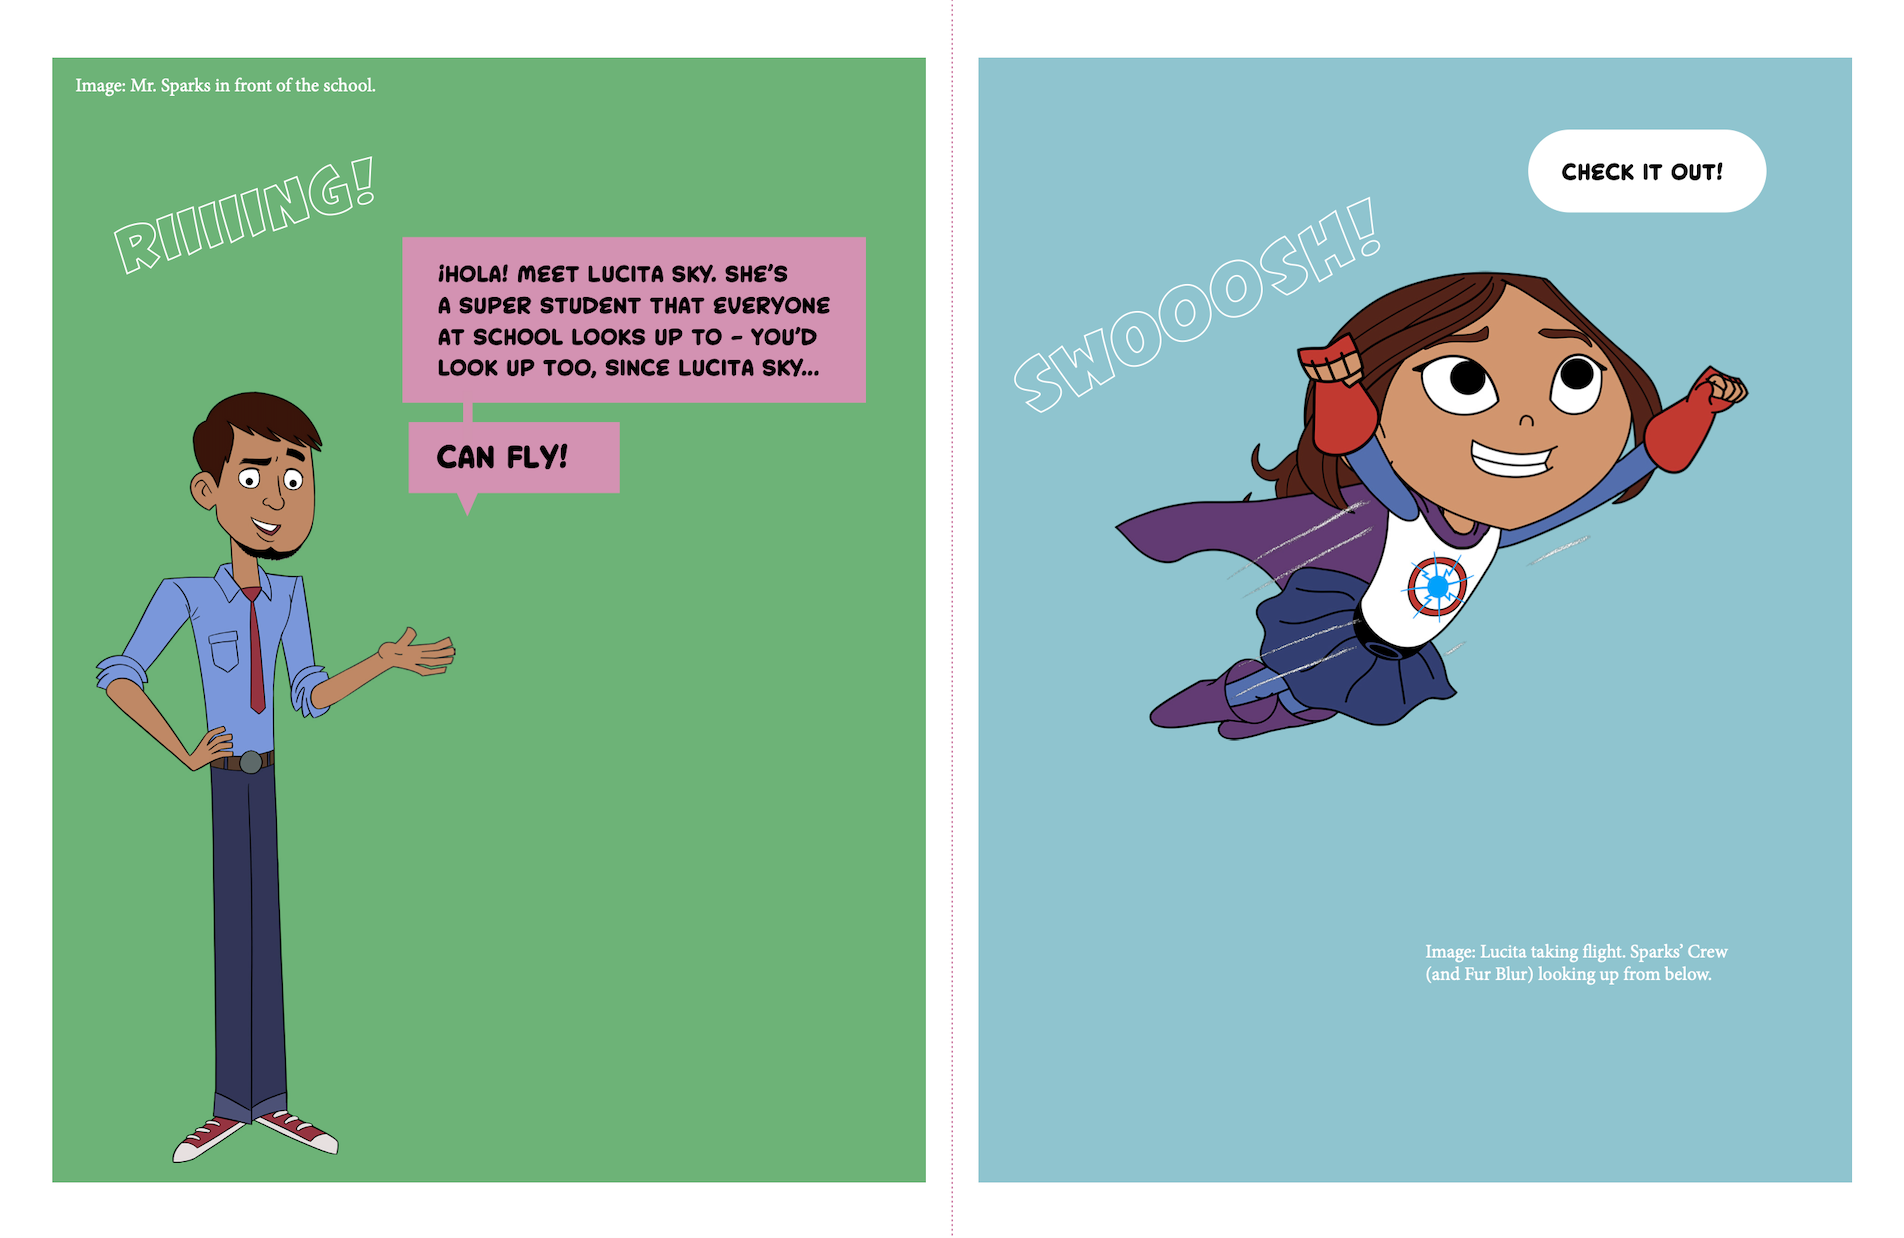 Image: Mr. Sparks in front of the school.
RIIIIING!
¡HOLA! MEET LUCITA SKY. SHE'S
A SUPER STUDENT THAT EVERYONE
AT SCHOOL LOOKS UP TO – YOU'D
LOOK UP TOO, SINCE LUCITA SKY...
CAN FLY!
CHECK IT OUT!
SWOOOSH!
Image: Lucita taking flight. Sparks’ Crew
(and Fur Blur) looking up from below.